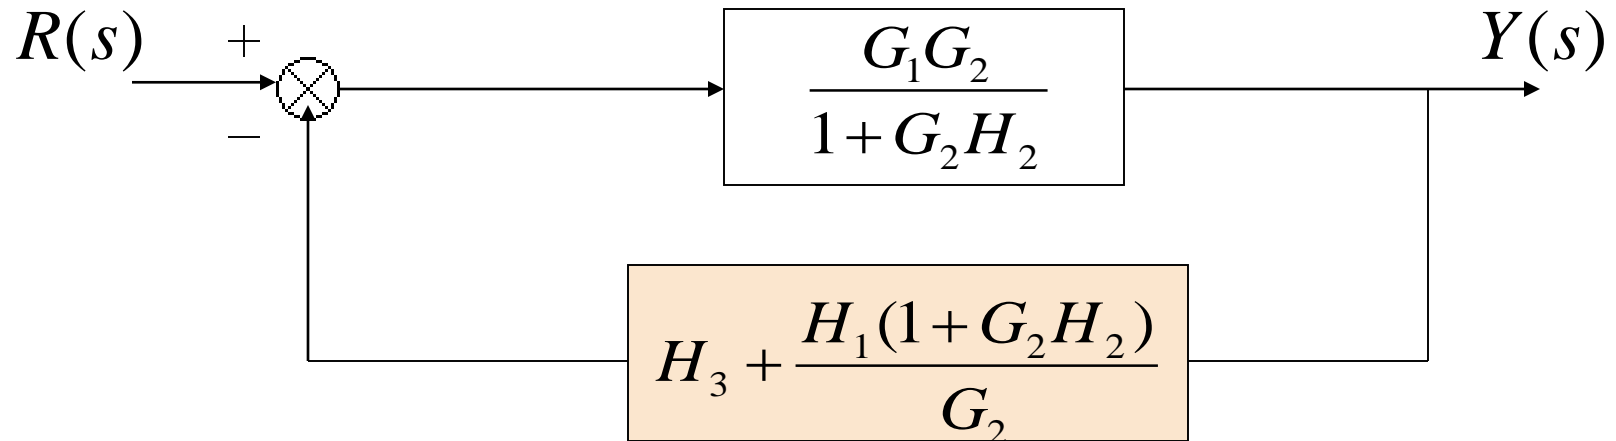 R(s) + G₁G₂ Y(s)
− 1+G₂H₂
H₃ + H₁(1+G₂H₂)
G₂